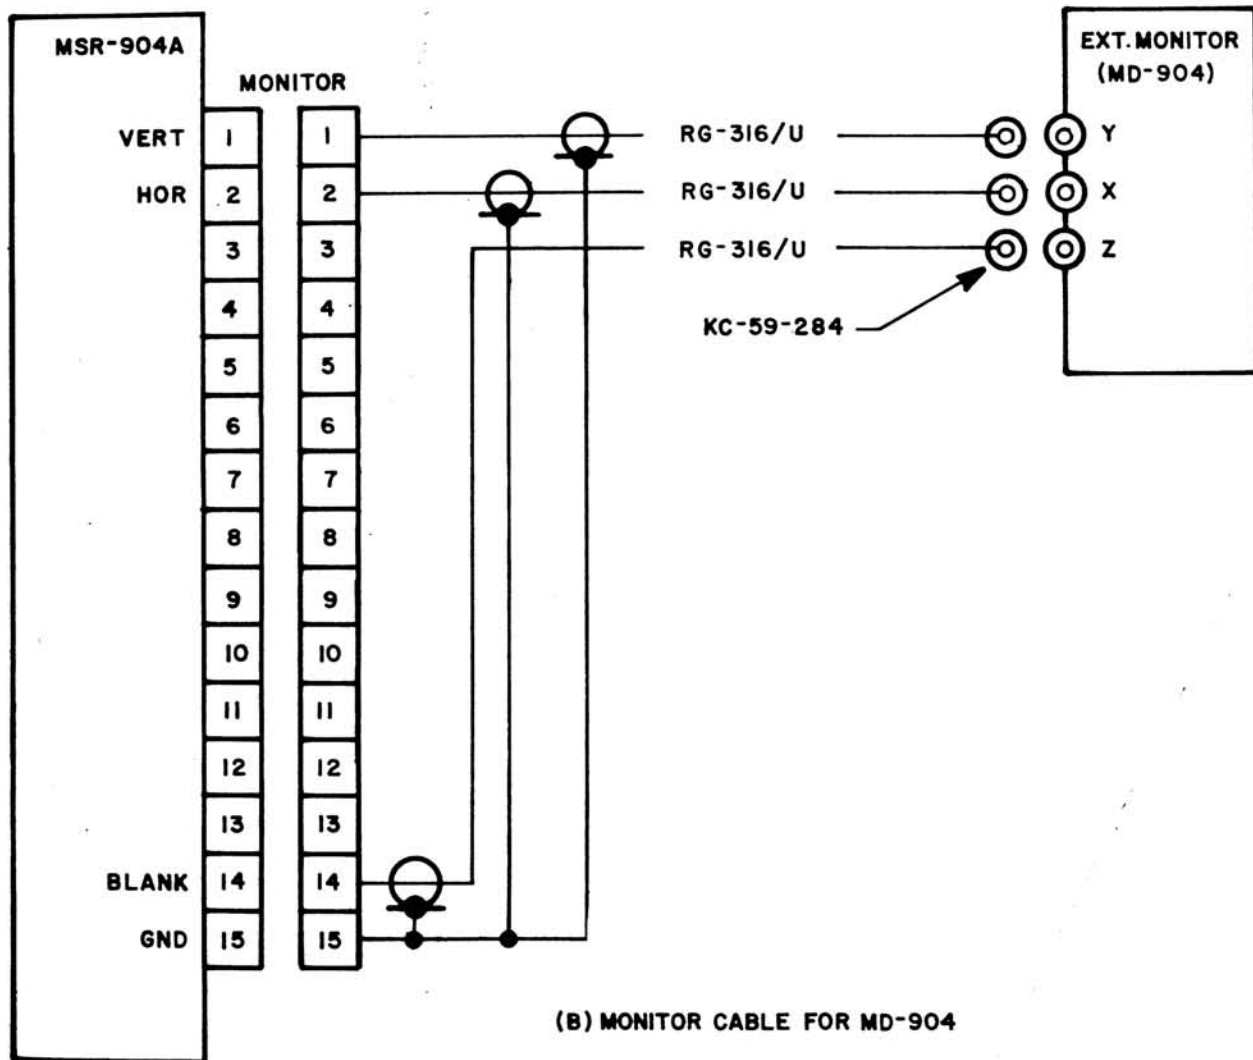 MSR-904A
EXT. MONITOR
(MD-904)
MONITOR
VERT 1 1 RG-316/U Y
HOR 2 2 RG-316/U X
3 3 RG-316/U Z
4 4 KC-59-284
5 5
6 6
7 7
8 8
9 9
10 10
11 11
12 12
13 13
BLANK 14 14
GND 15 15
(B) MONITOR CABLE FOR MD-904